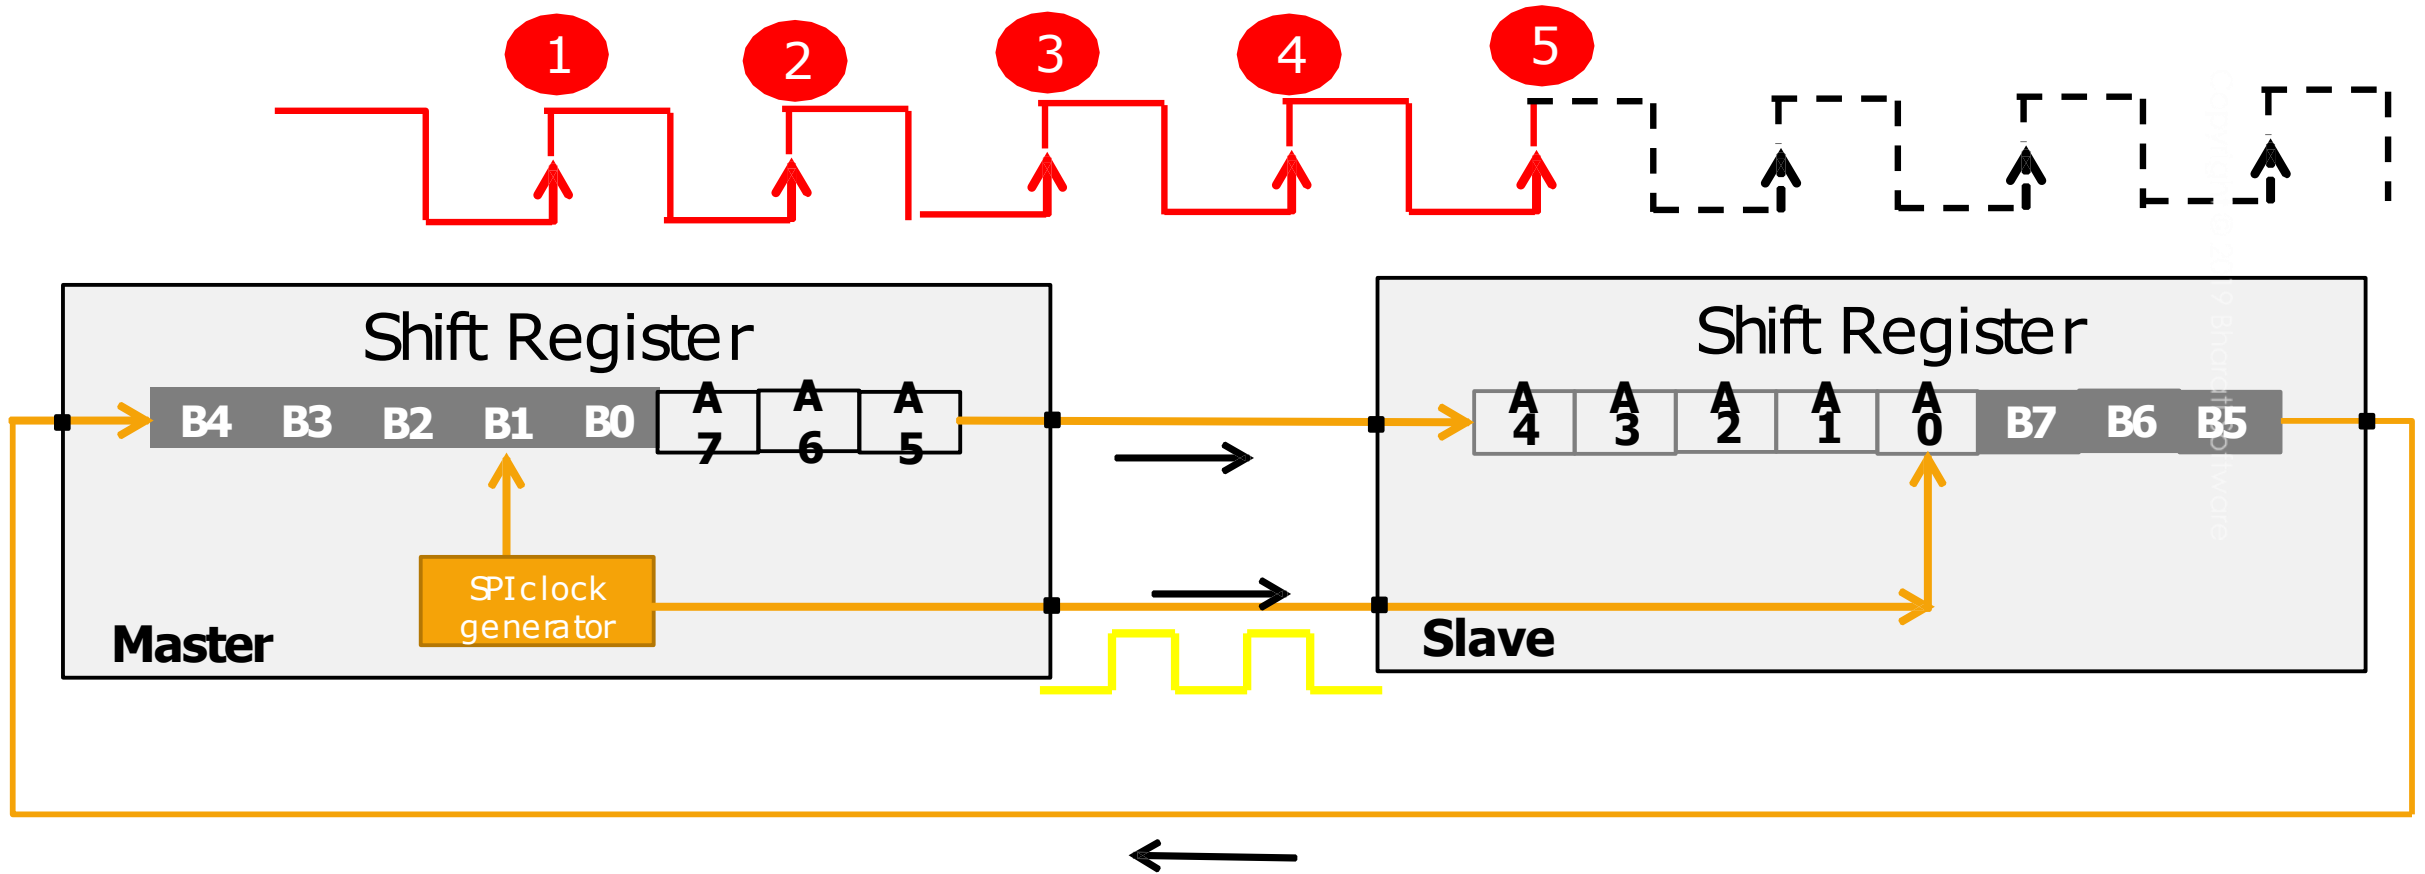 1 2 3 4 5
Shift Register
B4 B3 B2 B1 B0 A7 A6 A5
SPI clock
generator
Master
Shift Register
A4 A3 A2 A1 A0 B7 B6 B5
Slave